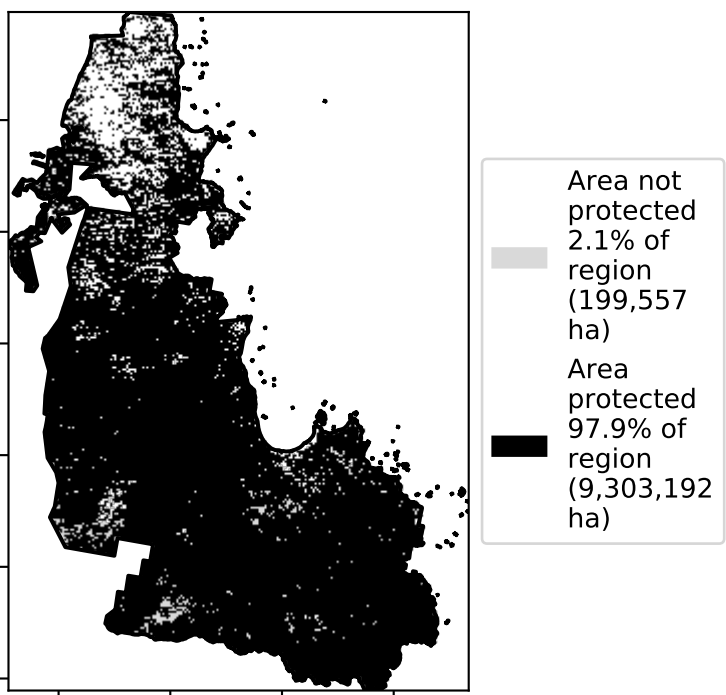 Area not
protected
2.1% of
region
(199,557
ha)
Area
protected
97.9% of
region
(9,303,192
ha)